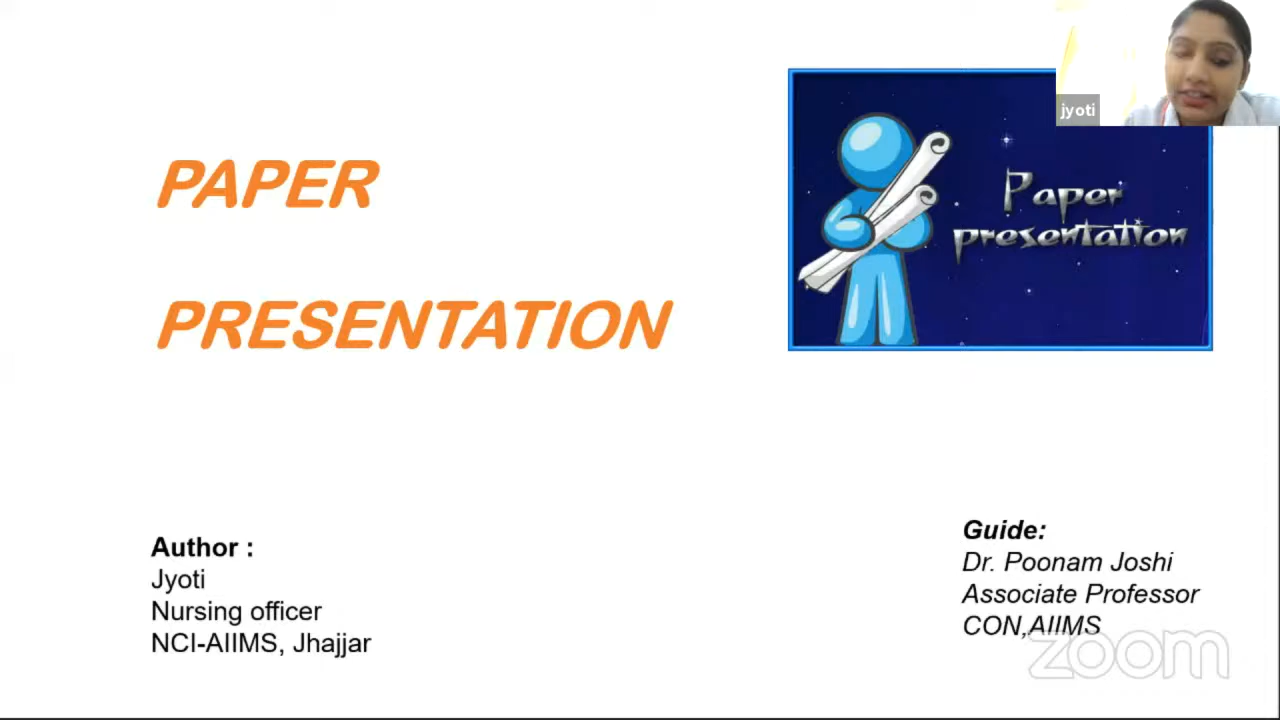 jyoti
PAPER
PRESENTATION
Paper
presentation
Author :
Jyoti
Nursing officer
NCI-AIIMS, Jhajjar
Guide:
Dr. Poonam Joshi
Associate Professor
CON,AIIMS
zoom